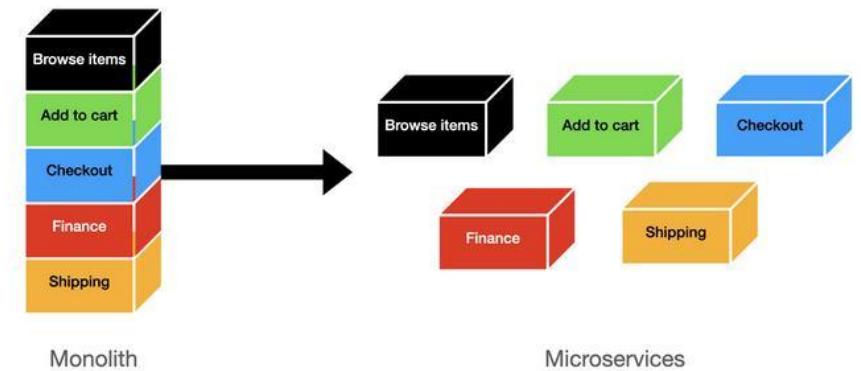 Browse items
Add to cart
Checkout
Finance
Shipping
Browse items
Add to cart
Checkout
Finance
Shipping
Monolith
Microservices